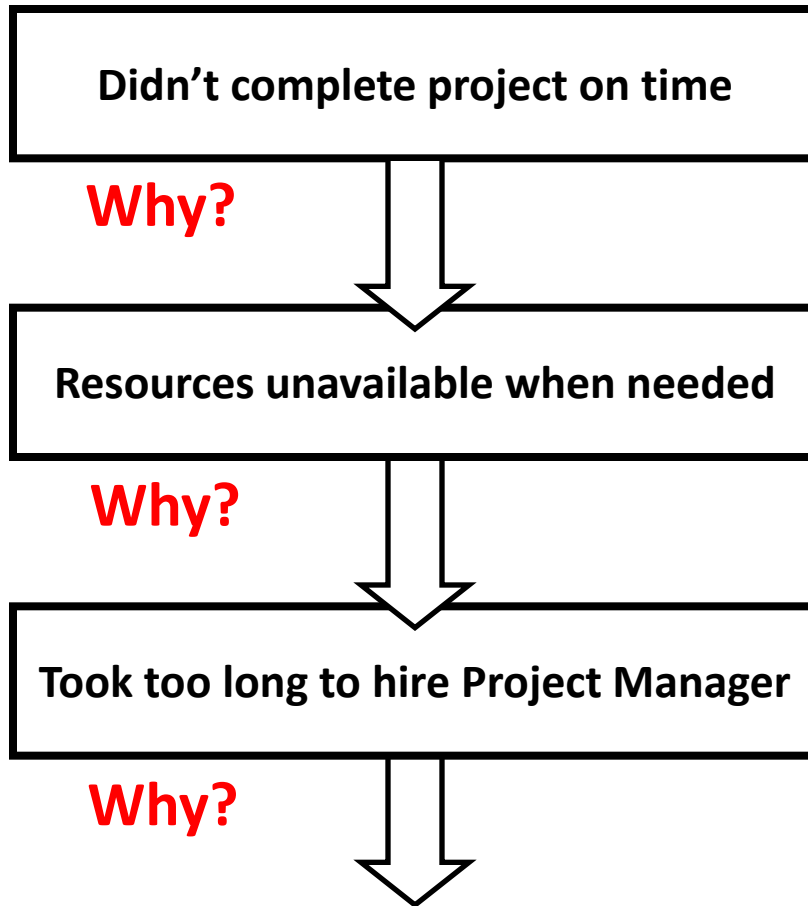 Didn’t complete project on time
Why?
Resources unavailable when needed
Why?
Took too long to hire Project Manager
Why?